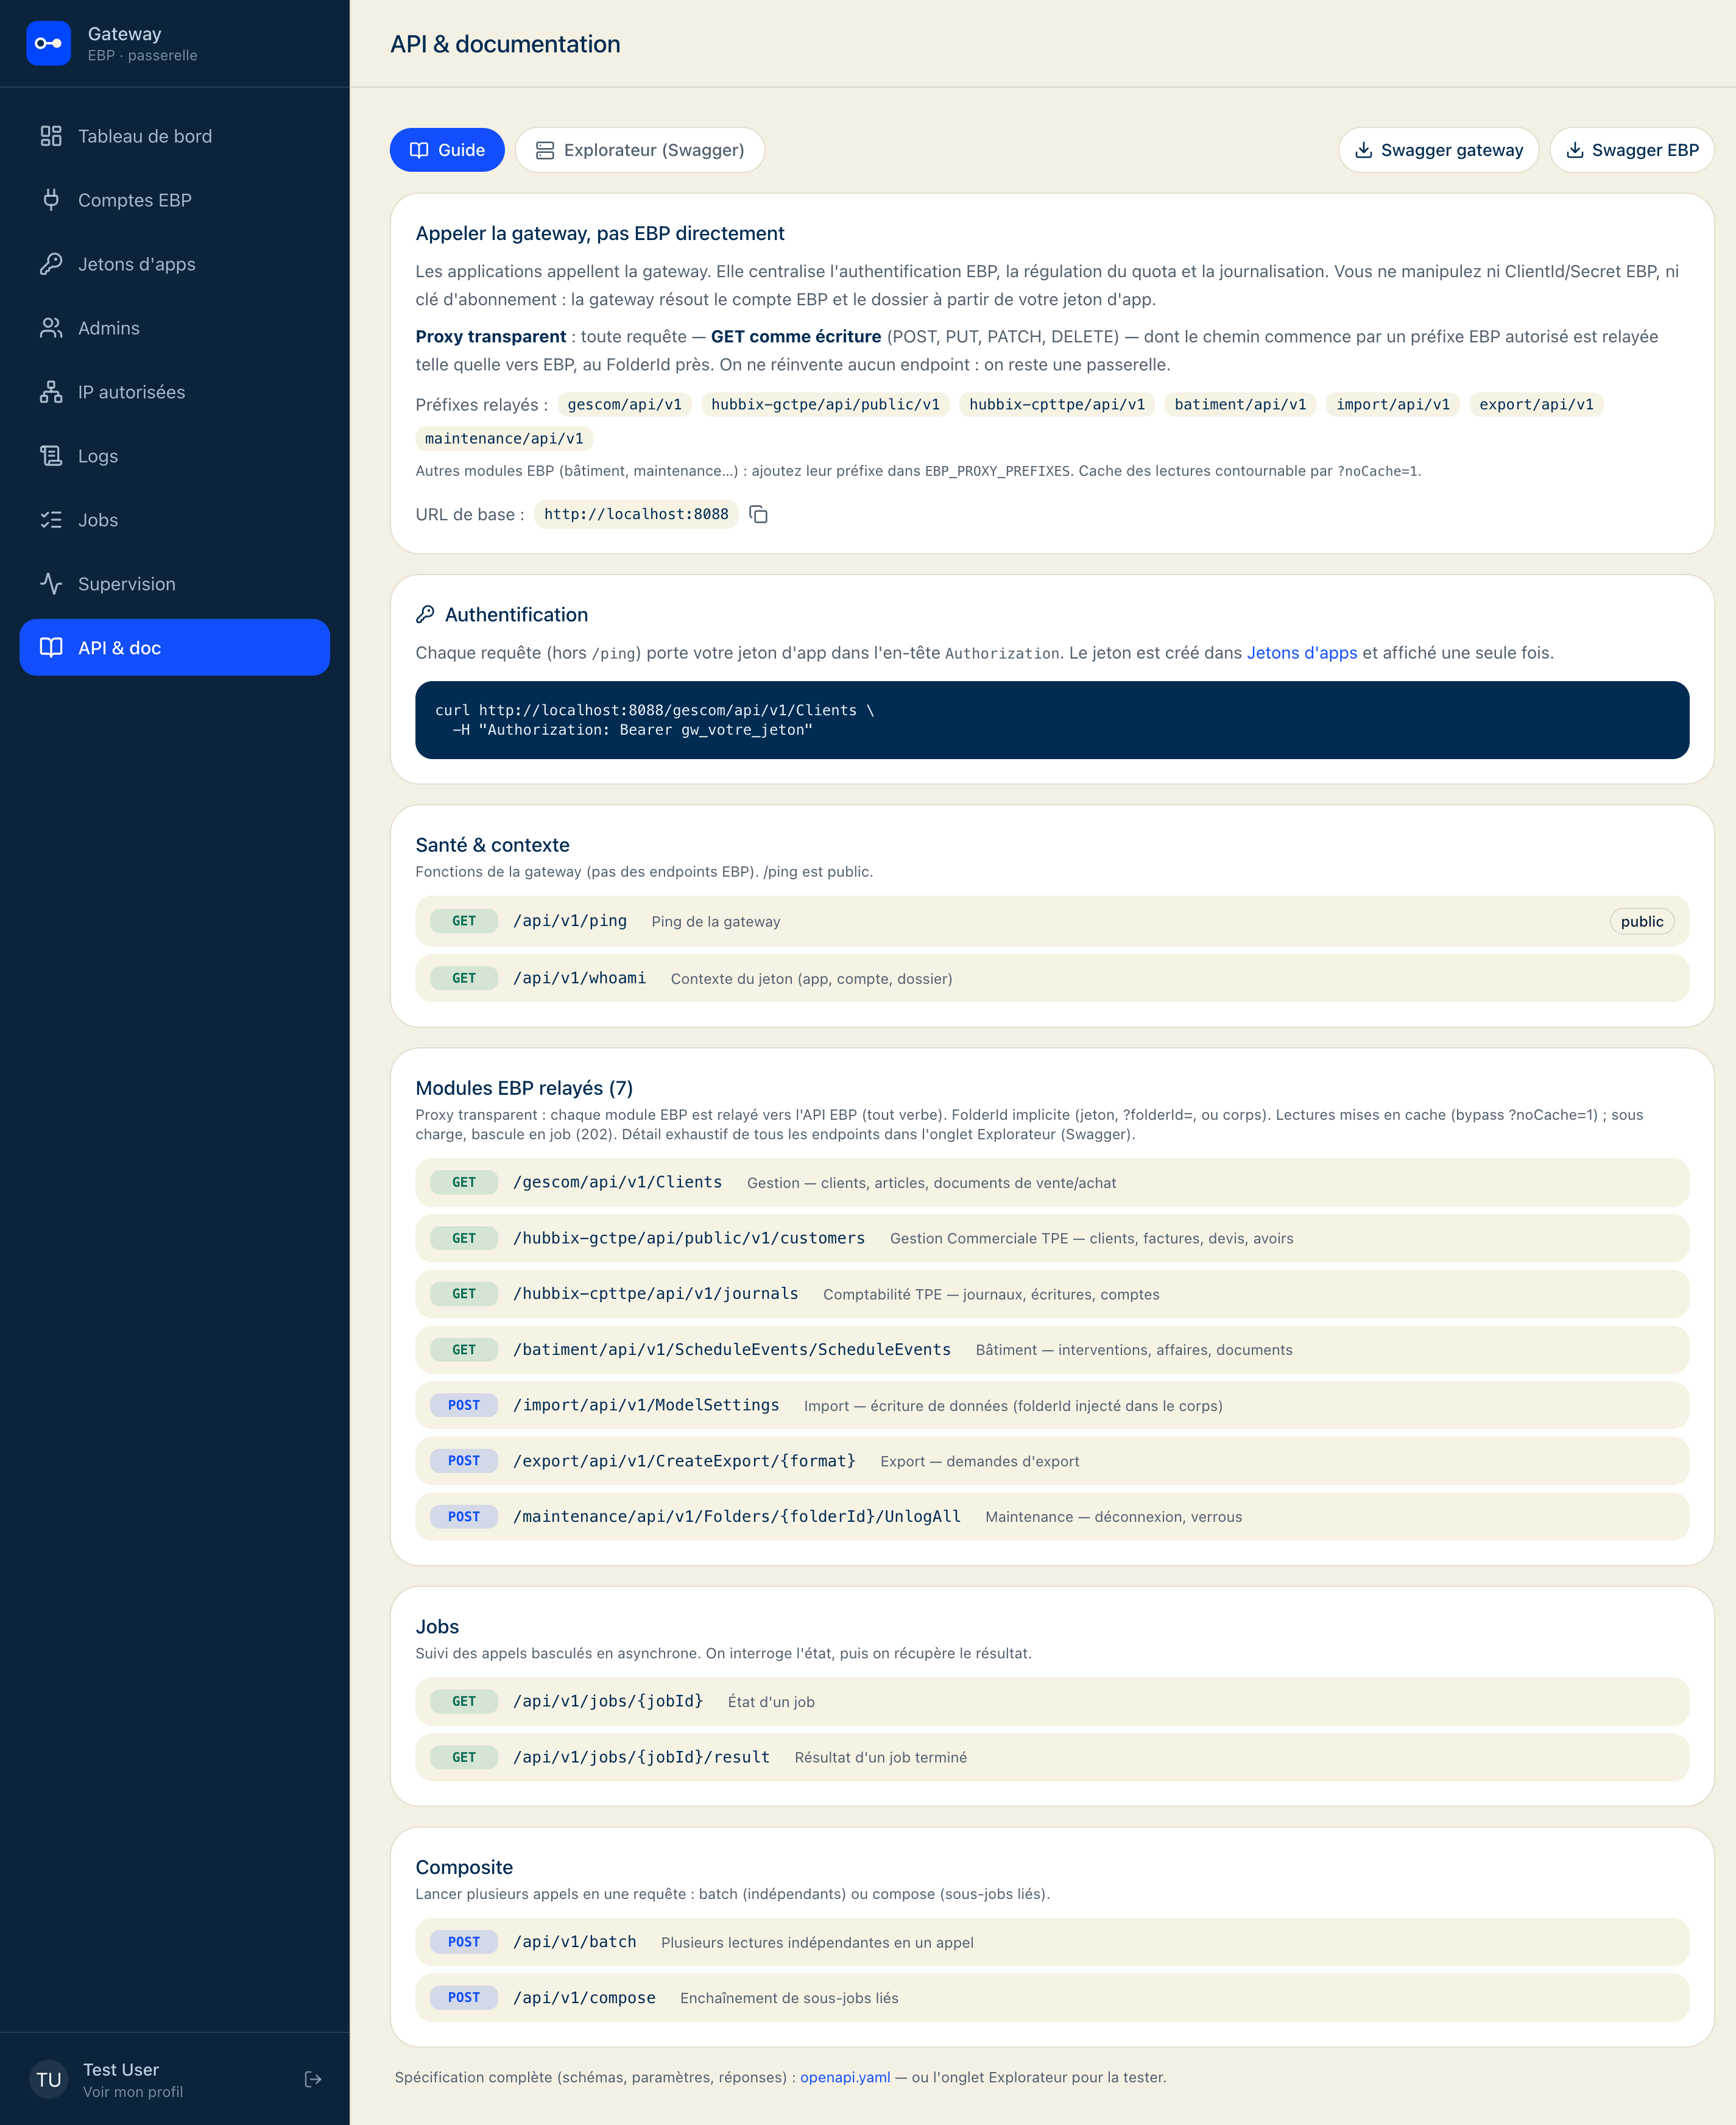 Gateway
EBP · passerelle
Tableau de bord
Comptes EBP
Jetons d'apps
Admins
IP autorisées
Logs
Jobs
Supervision
API & doc
Test User
TU
Voir mon profil
API & documentation
Guide
Explorateur (Swagger)
Swagger gateway
Swagger EBP
Appeler la gateway, pas EBP directement
Les applications appellent la gateway. Elle centralise l'authentification EBP, la régulation du quota et la journalisation. Vous ne manipulez ni ClientId/Secret EBP, ni
clé d'abonnement : la gateway résout le compte EBP et le dossier à partir de votre jeton d'app.
Proxy transparent : toute requête — GET comme écriture (POST, PUT, PATCH, DELETE) — dont le chemin commence par un préfixe EBP autorisé est relayée
telle quelle vers EBP, au FolderId près. On ne réinvente aucun endpoint : on reste une passerelle.
Préfixes relayés : gescom/api/v1 hubbix-gctpe/api/public/v1 hubbix-cpttpe/api/v1 batiment/api/v1 import/api/v1 export/api/v1
maintenance/api/v1
Autres modules EBP (bâtiment, maintenance…) : ajoutez leur préfixe dans EBP_PROXY_PREFIXES. Cache des lectures contournable par ?noCache=1.
URL de base : http://localhost:8088
Authentification
Chaque requête (hors /ping) porte votre jeton d'app dans l'en-tête Authorization. Le jeton est créé dans Jetons d'apps et affiché une seule fois.
curl http://localhost:8088/gescom/api/v1/Clients \
-H "Authorization: Bearer gw_votre_jeton"
Santé & contexte
Fonctions de la gateway (pas des endpoints EBP). /ping est public.
GET /api/v1/ping Ping de la gateway public
GET /api/v1/whoami Contexte du jeton (app, compte, dossier)
Modules EBP relayés (7)
Proxy transparent : chaque module EBP est relayé vers l'API EBP (tout verbe). FolderId implicite (jeton, ?folderId=, ou corps). Lectures mises en cache (bypass ?noCache=1) ; sous
charge, bascule en job (202). Détail exhaustif de tous les endpoints dans l'onglet Explorateur (Swagger).
GET /gescom/api/v1/Clients Gestion — clients, articles, documents de vente/achat
GET /hubbix-gctpe/api/public/v1/customers Gestion Commerciale TPE — clients, factures, devis, avoirs
GET /hubbix-cpttpe/api/v1/journals Comptabilité TPE — journaux, écritures, comptes
GET /batiment/api/v1/ScheduleEvents/ScheduleEvents Bâtiment — interventions, affaires, documents
POST /import/api/v1/ModelSettings Import — écriture de données (folderId injecté dans le corps)
POST /export/api/v1/CreateExport/{format} Export — demandes d'export
POST /maintenance/api/v1/Folders/{folderId}/UnlogAll Maintenance — déconnexion, verrous
Jobs
Suivi des appels basculés en asynchrone. On interroge l'état, puis on récupère le résultat.
GET /api/v1/jobs/{jobId} État d'un job
GET /api/v1/jobs/{jobId}/result Résultat d'un job terminé
Composite
Lancer plusieurs appels en une requête : batch (indépendants) ou compose (sous-jobs liés).
POST /api/v1/batch Plusieurs lectures indépendantes en un appel
POST /api/v1/compose Enchaînement de sous-jobs liés
Spécification complète (schémas, paramètres, réponses) : openapi.yaml — ou l'onglet Explorateur pour la tester.